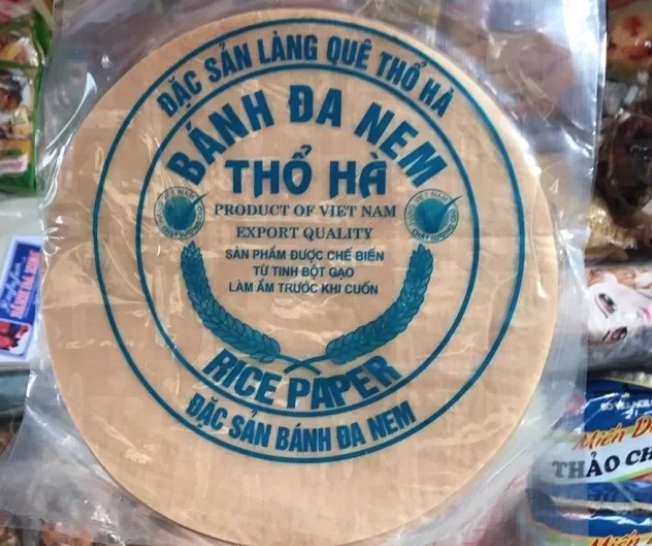 ĐẶC SẢN LÀNG QUÊ THỔ HÀ
BÁNH ĐA NEM
THỔ HÀ
PRODUCT OF VIET NAM
EXPORT QUALITY
SẢN PHẨM ĐƯỢC CHẾ BIẾN
TỪ TINH BỘT GẠO
LÀM ẨM TRƯỚC KHI CUỐN
RICE PAPER
ĐẶC SẢN BÁNH ĐA NEM
Miến
THẢO
Miến